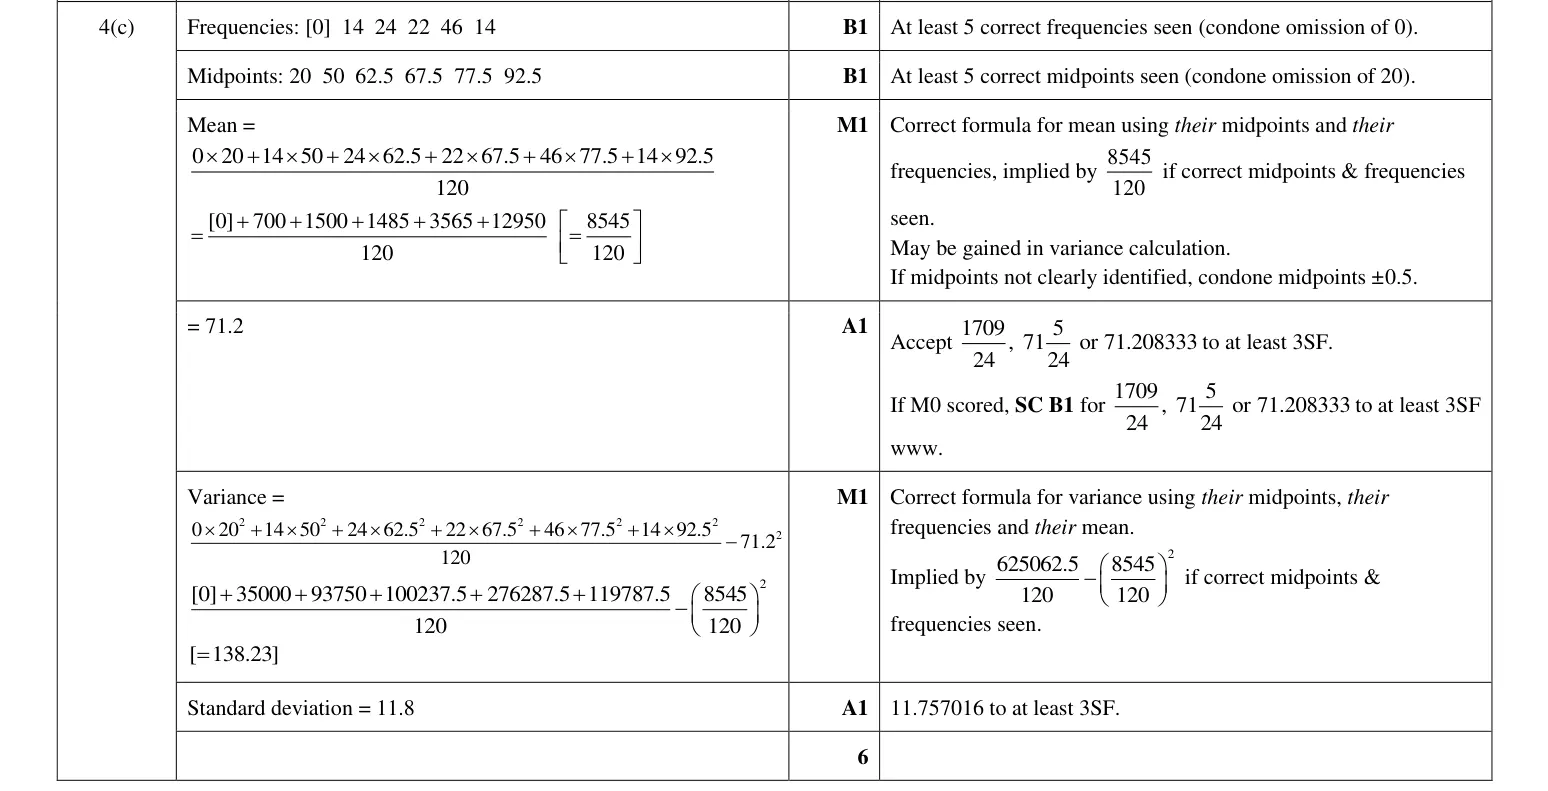 4(c) Frequencies: [0] 14 24 22 46 14 B1 At least 5 correct frequencies seen (condone omission of 0).
Midpoints: 20 50 62.5 67.5 77.5 92.5 B1 At least 5 correct midpoints seen (condone omission of 20).
Mean = M1 Correct formula for mean using their midpoints and their
0×20+14×50+24×62.5+22×67.5+46×77.5+14×92.5
120
frequencies, implied by 8545/120 if correct midpoints & frequencies
seen.
= [0]+700+1500+1485+3565+12950 / 120 [= 8545/120]
May be gained in variance calculation.
If midpoints not clearly identified, condone midpoints ±0.5.
= 71.2 A1 Accept 1709/24, 71 5/24 or 71.208333 to at least 3SF.
If M0 scored, SC B1 for 1709/24, 71 5/24 or 71.208333 to at least 3SF
www.
Variance = M1 Correct formula for variance using their midpoints, their
frequencies and their mean.
0×20²+14×50²+24×62.5²+22×67.5²+46×77.5²+14×92.5² / 120 −71.2²
Implied by 625062.5/120 − (8545/120)² if correct midpoints &
frequencies seen.
[0]+35000+93750+100237.5+276287.5+119787.5 / 120 − (8545/120)²
[=138.23]
Standard deviation = 11.8 A1 11.757016 to at least 3SF.
6